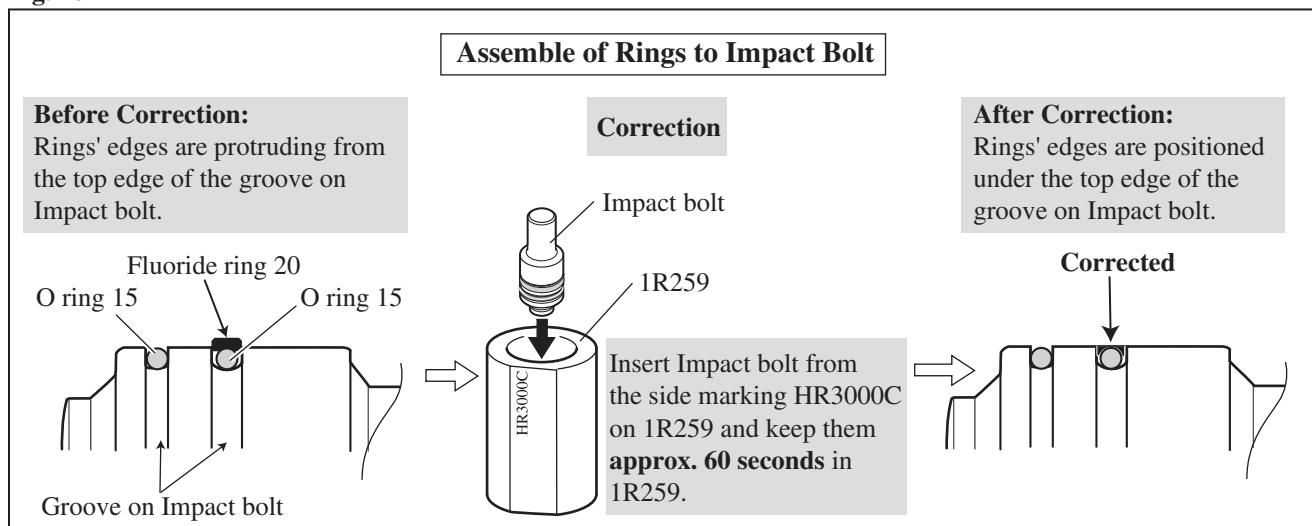 Assemble of Rings to Impact Bolt
Before Correction:
Rings' edges are protruding from
the top edge of the groove on
Impact bolt.
Fluoride ring 20
O ring 15
O ring 15
Groove on Impact bolt
Correction
Impact bolt
1R259
HR3000C
Insert Impact bolt from
the side marking HR3000C
on 1R259 and keep them
approx. 60 seconds in
1R259.
After Correction:
Rings' edges are positioned
under the top edge of the
groove on Impact bolt.
Corrected